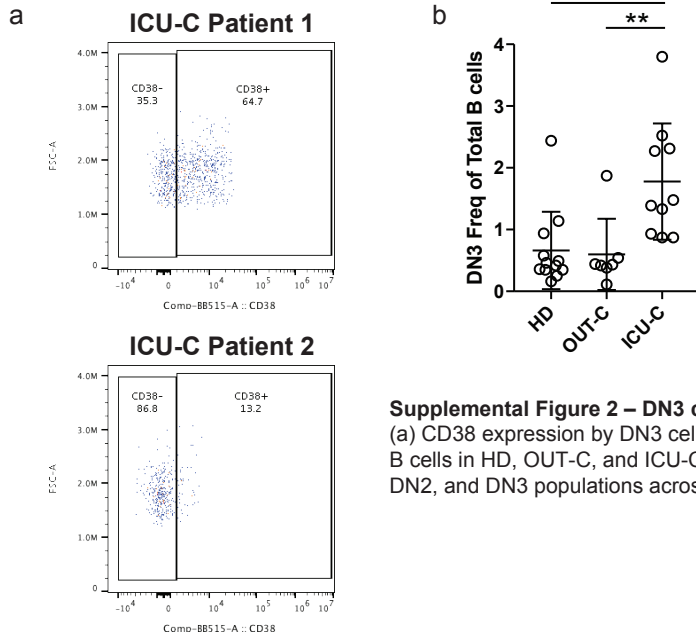 a
ICU-C Patient 1
4.0M
3.0M
2.0M
1.0M
0
FSC-A
CD38-
35.3
CD38+
64.7
-10^4
0
10^4
10^5
10^6
10^7
Comp-BB515-A :: CD38
ICU-C Patient 2
4.0M
3.0M
2.0M
1.0M
0
FSC-A
CD38-
86.8
CD38+
13.2
-10^4
0
10^4
10^5
10^6
10^7
Comp-BB515-A :: CD38
b
**
DN3 Freq of Total B cells
4
3
2
1
0
HD
OUT-C
ICU-C
Supplemental Figure 2 – DN3 c
(a) CD38 expression by DN3 cel
B cells in HD, OUT-C, and ICU-C
DN2, and DN3 populations acros